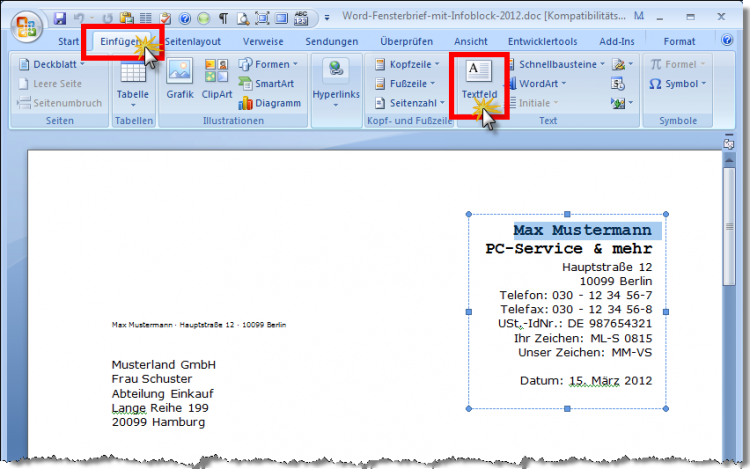 Word-Fensterbrief-mit-Infoblock-2012.doc [Kompatibilitäts... M
Start Einfügen Seitenlayout Verweise Sendungen Überprüfen Ansicht Entwicklertools Add-Ins Format
Deckblatt
Leere Seite
Seitenumbruch
Seiten
Tabelle
Tabellen
Grafik
ClipArt
Formen
SmartArt
Diagramm
Illustrationen
Hyperlinks
Kopfzeile
Fußzeile
Seitenzahl
Kopf- und Fußzeile
Textfeld
Schnellbausteine
WordArt
Initiale
Text
Formel
Symbol
Symbole
Max Mustermann
PC-Service & mehr
Hauptstraße 12
10099 Berlin
Telefon: 030 - 12 34 56-7
Telefax: 030 - 12 34 56-8
USt.-IdNr.: DE 987654321
Ihr Zeichen: ML-S 0815
Unser Zeichen: MM-VS
Datum: 15. März 2012
Max Mustermann · Hauptstraße 12 · 10099 Berlin
Musterland GmbH
Frau Schuster
Abteilung Einkauf
Lange Reihe 199
20099 Hamburg